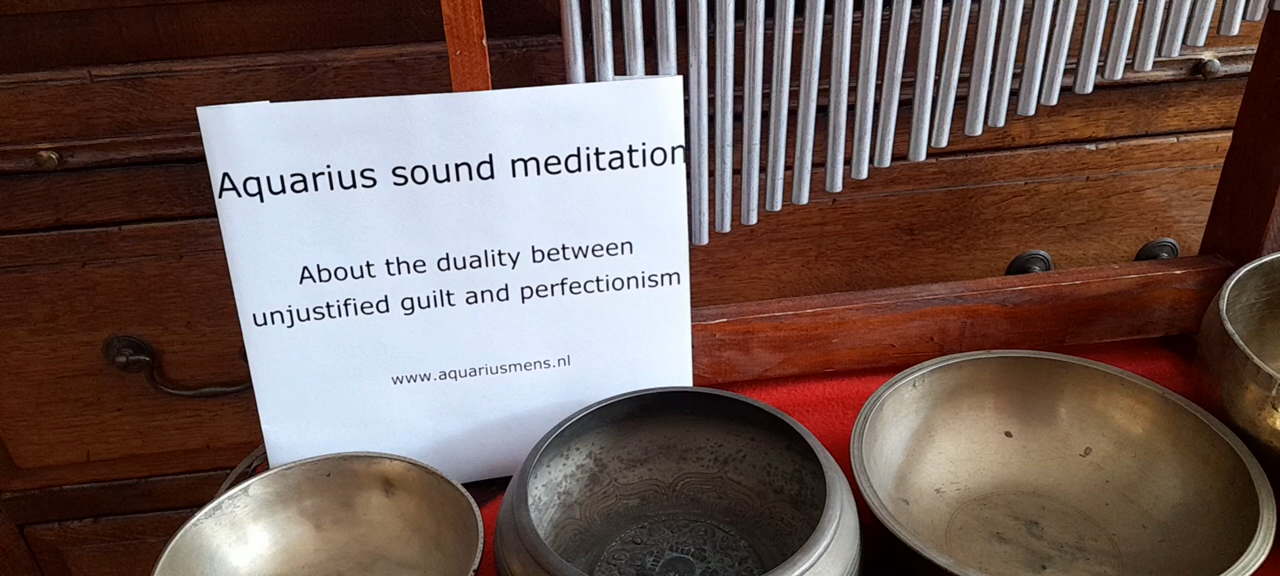 Aquarius sound meditation
About the duality between
unjustified guilt and perfectionism
www.aquariusmens.nl